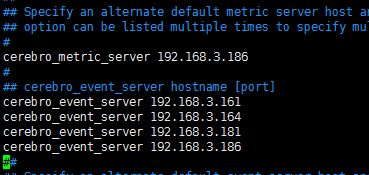 ## Specify an alternate default metric server host an
## option can be listed multiple times to specify mul
#
cerebro_metric_server 192.168.3.186
#
## cerebro_event_server hostname [port]
cerebro_event_server 192.168.3.161
cerebro_event_server 192.168.3.164
cerebro_event_server 192.168.3.181
cerebro_event_server 192.168.3.186
##